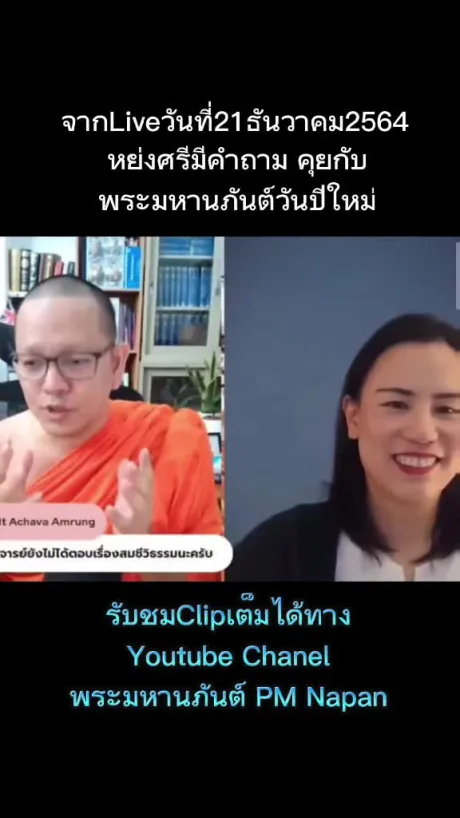 จากLiveวันที่21ธันวาคม2564
หย่งศรีมีคำถาม คุยกับ
พระมหานภันต์วันปีใหม่
It Achava Amrung
จารย์ยังไม่ได้ตอบเรื่องสมชีวิธรรมนะครับ
รับชมClipเต็มได้ทาง
Youtube Chanel
พระมหานภันต์ PM Napan